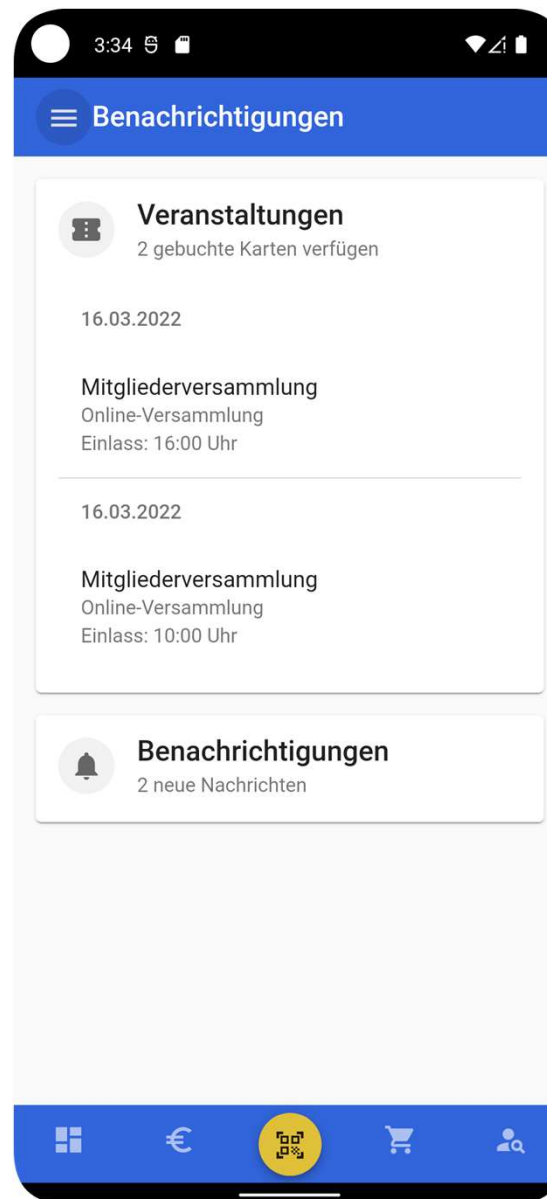 3:34
Benachrichtigungen
Veranstaltungen
2 gebuchte Karten verfügen
16.03.2022
Mitgliederversammlung
Online-Versammlung
Einlass: 16:00 Uhr
16.03.2022
Mitgliederversammlung
Online-Versammlung
Einlass: 10:00 Uhr
Benachrichtigungen
2 neue Nachrichten